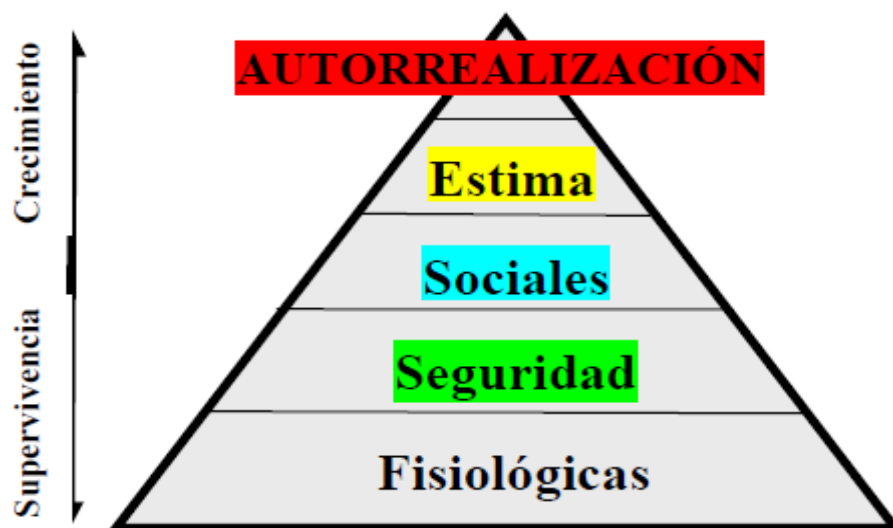 AUTORREALIZACIÓN
Estima
Sociales
Seguridad
Fisiológicas
Crecimiento
Supervivencia